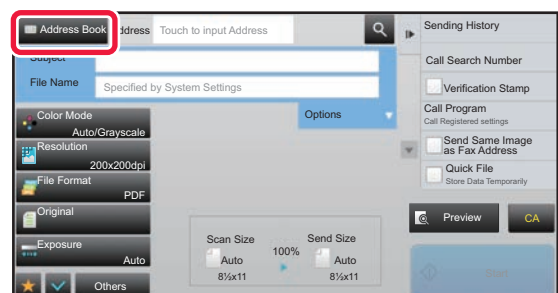 Address Book
ddress
Touch to input Address
Sending History
Subject
Call Search Number
File Name
Specified by System Settings
Verification Stamp
Color Mode
Auto/Grayscale
Options
Call Program
Call Registered settings
Resolution
200x200dpi
Send Same Image
as Fax Address
File Format
PDF
Quick File
Store Data Temporarily
Original
Preview
CA
Exposure
Auto
Scan Size
Auto
8½x11
100%
Send Size
Auto
8½x11
Others
Start